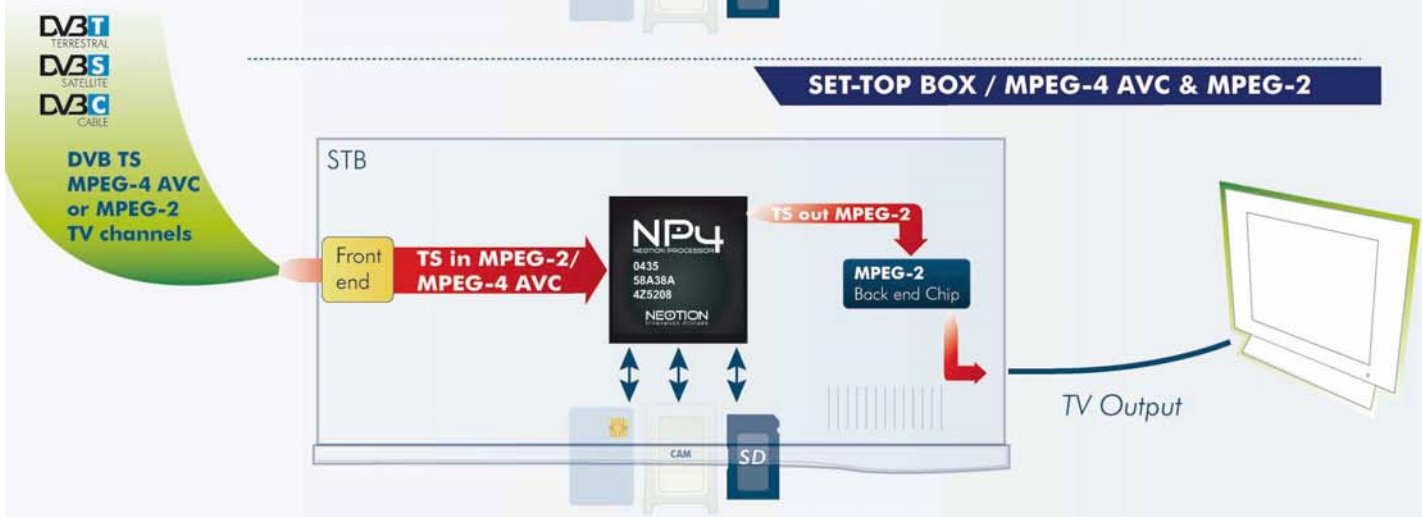 DVB T
TERRESTRAL
DVB S
SATELLITE
DVB C
CABLE
DVB TS
MPEG-4 AVC
or MPEG-2
TV channels
SET-TOP BOX / MPEG-4 AVC & MPEG-2
STB
Front
end
TS in MPEG-2/
MPEG-4 AVC
NP4
NEOTION PROCESSOR
0435
58A38A
4Z5208
NEOTION
TS out MPEG-2
MPEG-2
Back end Chip
CAM
SD
TV Output